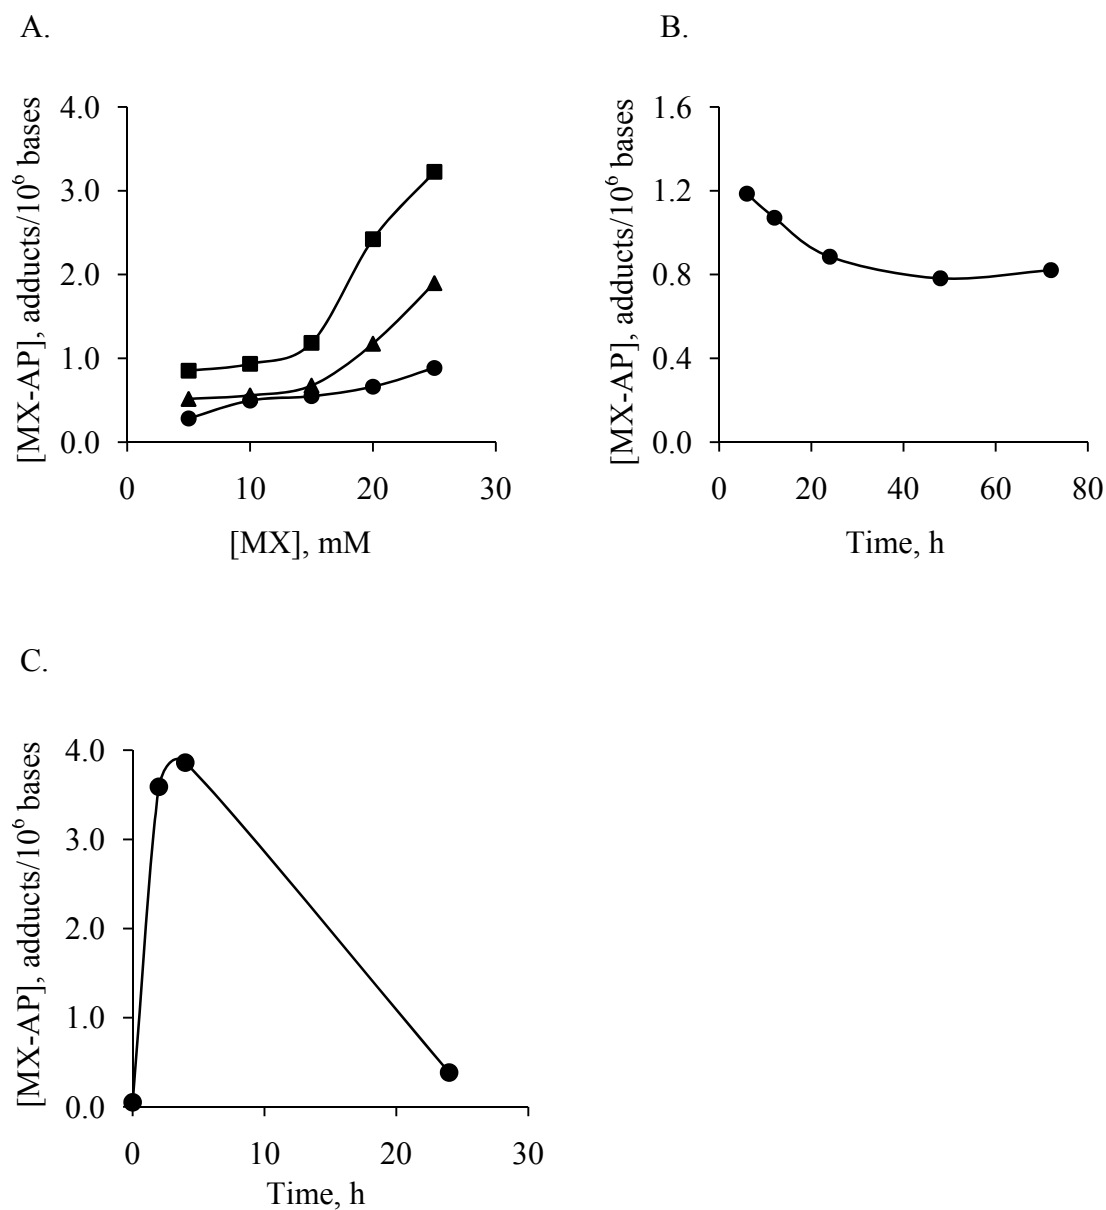 A.
[MX-AP], adducts/10⁶ bases
4.0
3.0
2.0
1.0
0.0
0 10 20 30
[MX], mM
B.
[MX-AP], adducts/10⁶ bases
1.6
1.2
0.8
0.4
0.0
0 20 40 60 80
Time, h
C.
[MX-AP], adducts/10⁶ bases
4.0
3.0
2.0
1.0
0.0
0 10 20 30
Time, h